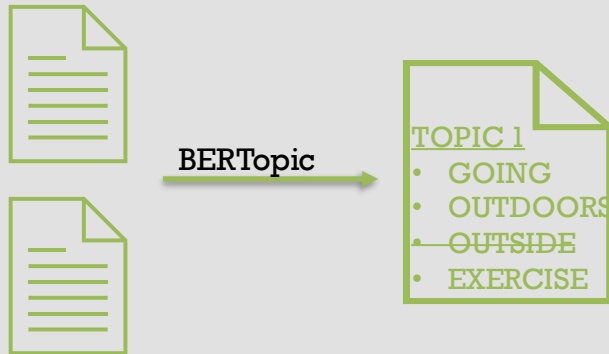 BERTopic
TOPIC 1
• GOING
• OUTDOORS
• OUTSIDE
• EXERCISE